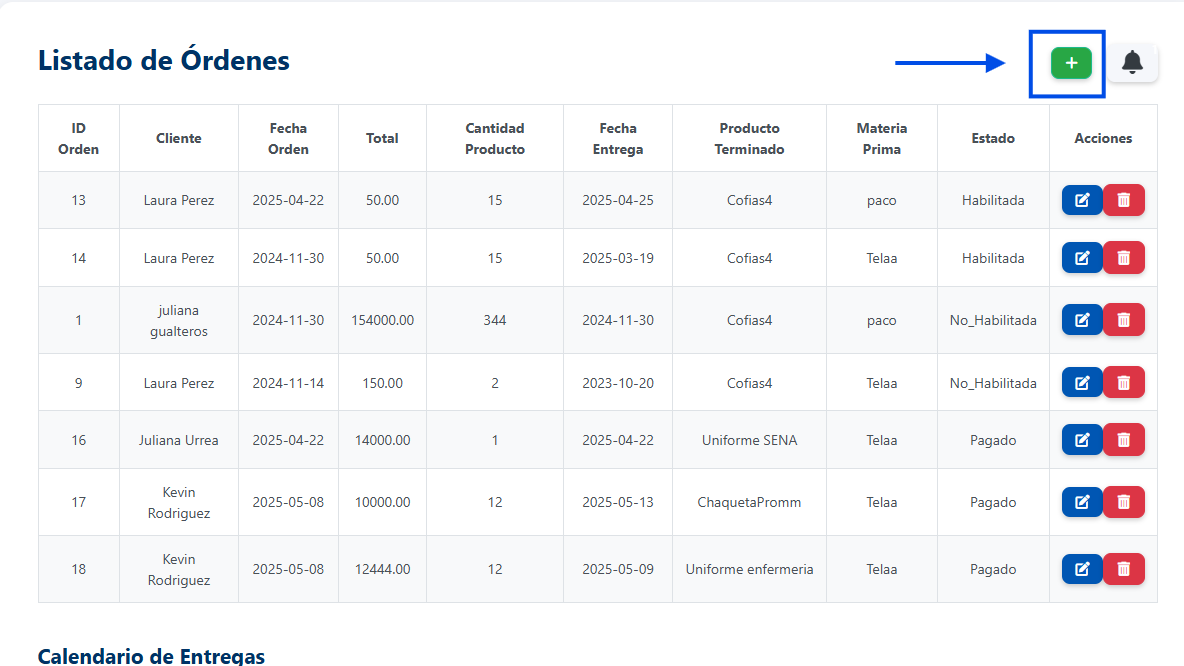 Listado de Órdenes
+
ID Orden Cliente Fecha Orden Total Cantidad Producto Fecha Entrega Producto Terminado Materia Prima Estado Acciones
13 Laura Perez 2025-04-22 50.00 15 2025-04-25 Cofias4 paco Habilitada
14 Laura Perez 2024-11-30 50.00 15 2025-03-19 Cofias4 Telaa Habilitada
1 juliana gualteros 2024-11-30 154000.00 344 2024-11-30 Cofias4 paco No_Habilitada
9 Laura Perez 2024-11-14 150.00 2 2023-10-20 Cofias4 Telaa No_Habilitada
16 Juliana Urrea 2025-04-22 14000.00 1 2025-04-22 Uniforme SENA Telaa Pagado
17 Kevin Rodriguez 2025-05-08 10000.00 12 2025-05-13 ChaquetaPromm Telaa Pagado
18 Kevin Rodriguez 2025-05-08 12444.00 12 2025-05-09 Uniforme enfermeria Telaa Pagado
Calendario de Entregas